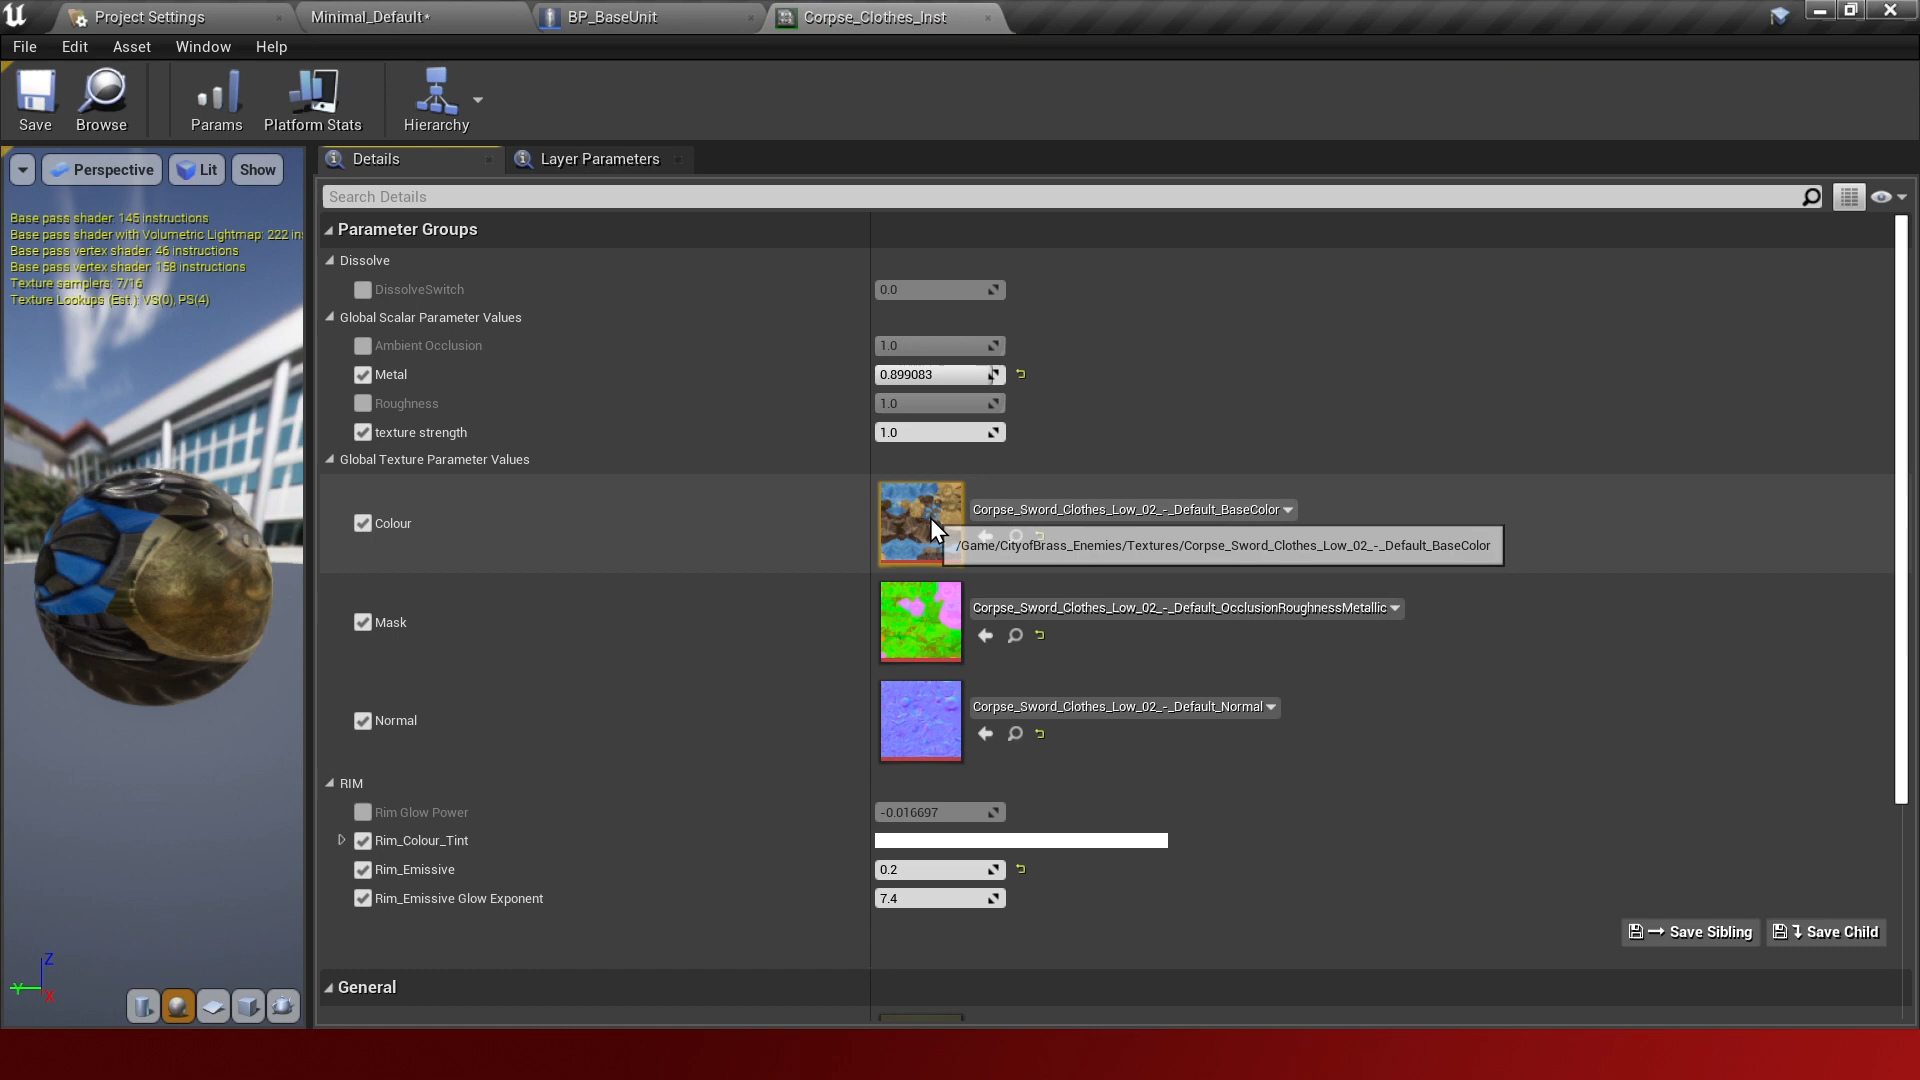 Project Settings
Minimal_Default*
BP_BaseUnit
Corpse_Clothes_Inst
File Edit Asset Window Help
Save
Browse
Params
Platform Stats
Hierarchy
Perspective
Lit
Show
Base pass shader: 145 instructions
Base pass shader with Volumetric Lightmap: 222 ins
Base pass vertex shader: 46 instructions
Base pass vertex shader: 158 instructions
Texture samplers: 7/16
Texture Lookups (Est.): VS(0), PS(4)
Z
Y
X
Details
Layer Parameters
Search Details
Parameter Groups
Dissolve
DissolveSwitch 0.0
Global Scalar Parameter Values
Ambient Occlusion 1.0
Metal 0.899083
Roughness 1.0
texture strength 1.0
Global Texture Parameter Values
Colour Corpse_Sword_Clothes_Low_02_-_Default_BaseColor
/Game/CityofBrass_Enemies/Textures/Corpse_Sword_Clothes_Low_02_-_Default_BaseColor
Mask Corpse_Sword_Clothes_Low_02_-_Default_OcclusionRoughnessMetallic
Normal Corpse_Sword_Clothes_Low_02_-_Default_Normal
RIM
Rim Glow Power -0.016697
Rim_Colour_Tint
Rim_Emissive 0.2
Rim_Emissive Glow Exponent 7.4
Save Sibling
Save Child
General